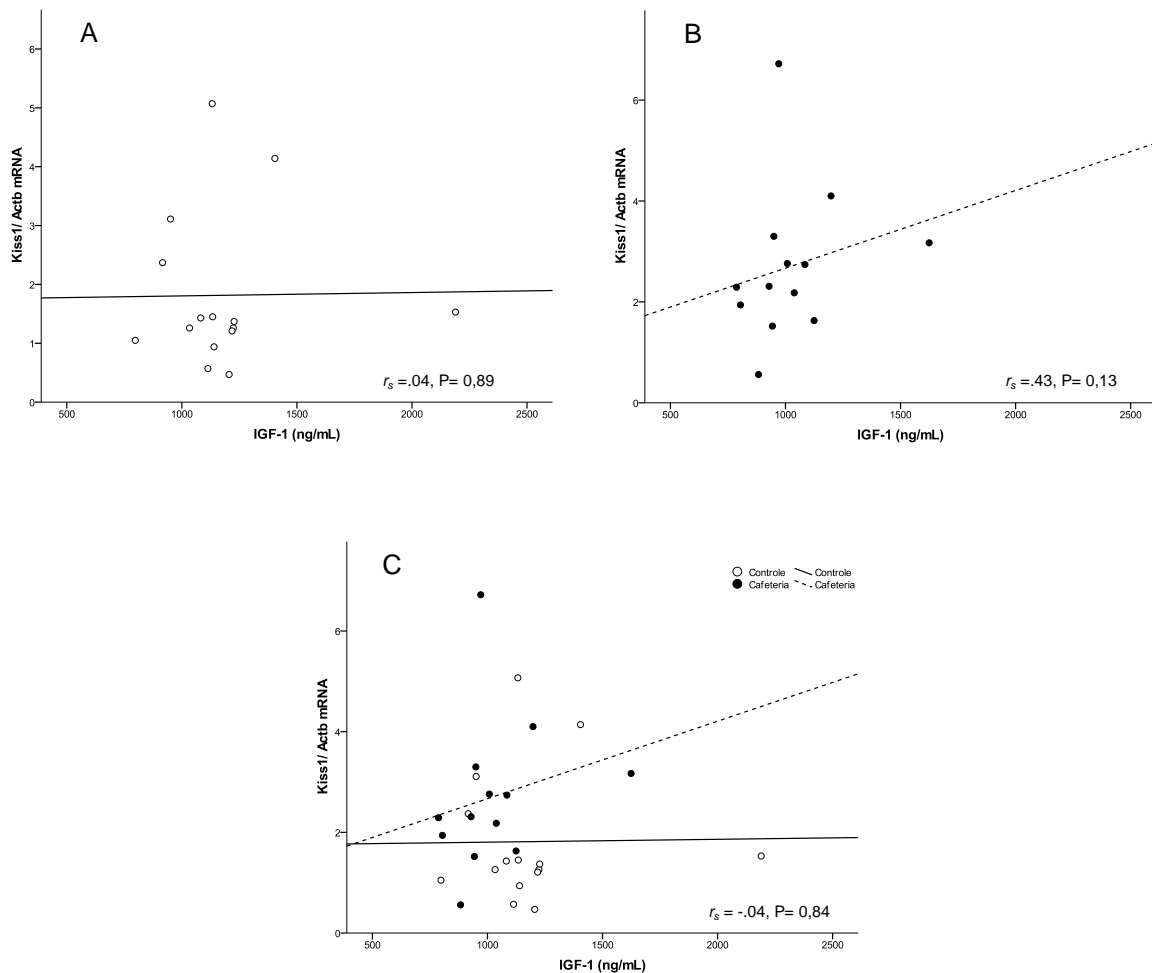 A
6
5
4
3
2
1
0
Kiss1/ Actb mRNA
500 1000 1500 2000 2500
IGF-1 (ng/mL)
rs =.04, P= 0,89
B
6
4
2
0
Kiss1/ Actb mRNA
500 1000 1500 2000 2500
IGF-1 (ng/mL)
rs =.43, P= 0,13
C
Controle Controle
Cafeteria Cafeteria
6
4
2
0
Kiss1/ Actb mRNA
500 1000 1500 2000 2500
IGF-1 (ng/mL)
rs = -.04, P= 0,84